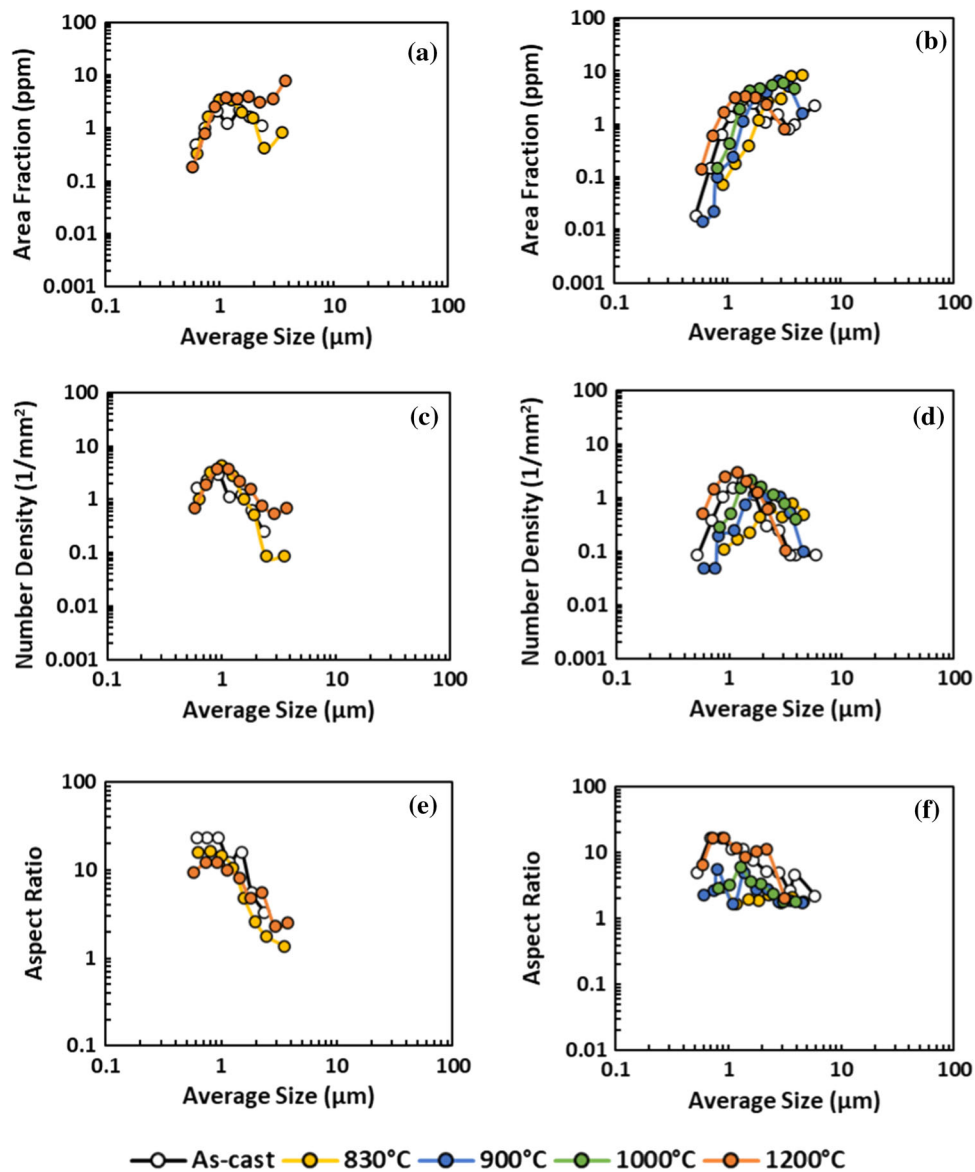 (a)
Area Fraction (ppm)
100
10
1
0.1
0.01
0.001
0.1 1 10 100
Average Size (µm)
(b)
Area Fraction (ppm)
100
10
1
0.1
0.01
0.001
0.1 1 10 100
Average Size (µm)
(c)
Number Density (1/mm²)
100
10
1
0.1
0.01
0.001
0.1 1 10 100
Average Size (µm)
(d)
Number Density (1/mm²)
100
10
1
0.1
0.01
0.001
0.1 1 10 100
Average Size (µm)
(e)
Aspect Ratio
100
10
1
0.1
0.1 1 10 100
Average Size (µm)
(f)
Aspect Ratio
100
10
1
0.1
0.01
0.1 1 10 100
Average Size (µm)
As-cast 830°C 900°C 1000°C 1200°C